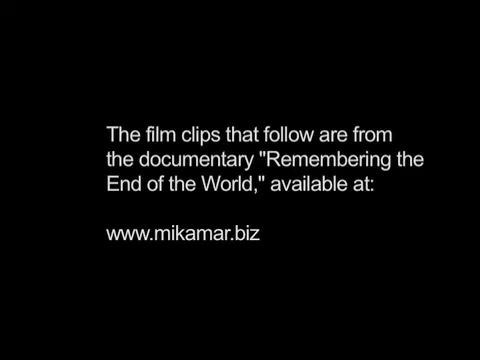 The film clips that follow are from
the documentary "Remembering the
End of the World," available at:
www.mikamar.biz